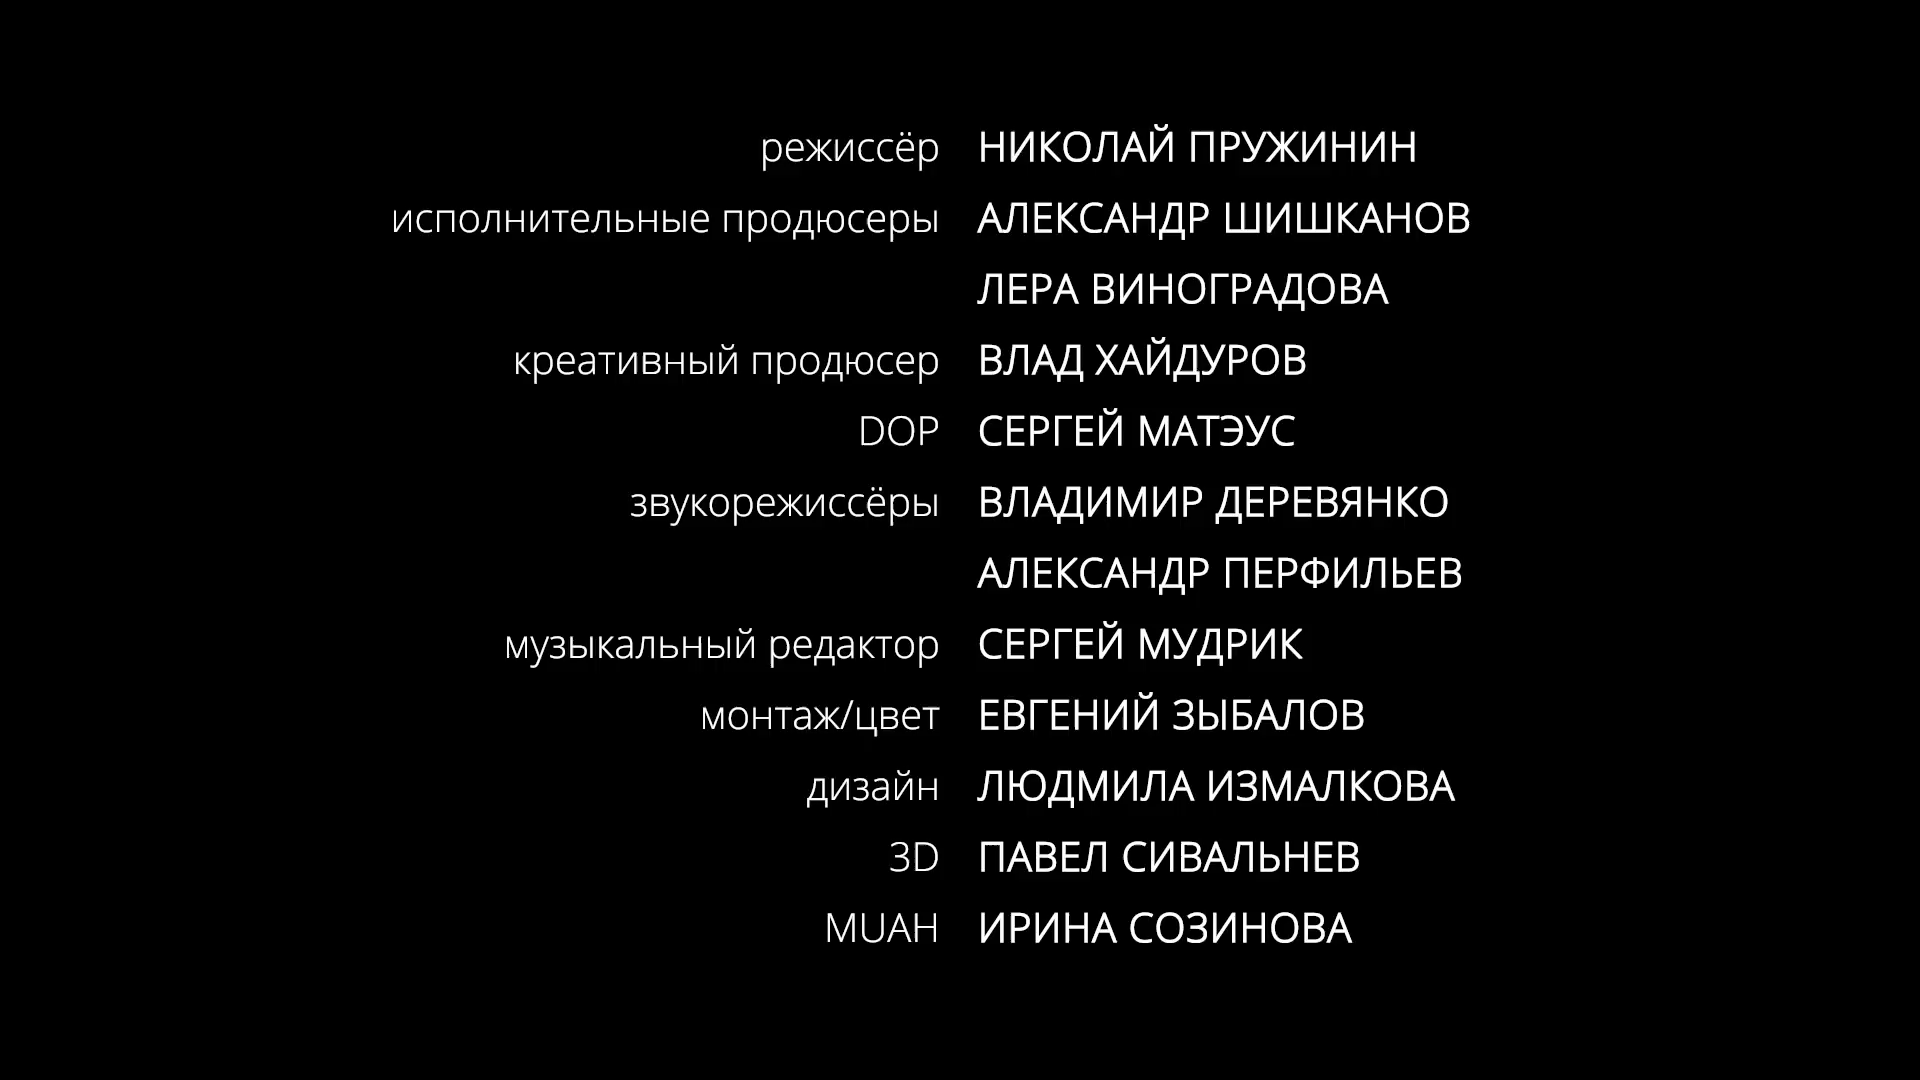 режиссёр НИКОЛАЙ ПРУЖИНИН
исполнительные продюсеры АЛЕКСАНДР ШИШКАНОВ
ЛЕРА ВИНОГРАДОВА
креативный продюсер ВЛАД ХАЙДУРОВ
DOP СЕРГЕЙ МАТЭУС
звукорежиссёры ВЛАДИМИР ДЕРЕВЯНКО
АЛЕКСАНДР ПЕРФИЛЬЕВ
музыкальный редактор СЕРГЕЙ МУДРИК
монтаж/цвет ЕВГЕНИЙ ЗЫБАЛОВ
дизайн ЛЮДМИЛА ИЗМАЛКОВА
3D ПАВЕЛ СИВАЛЬНЕВ
MUAH ИРИНА СОЗИНОВА